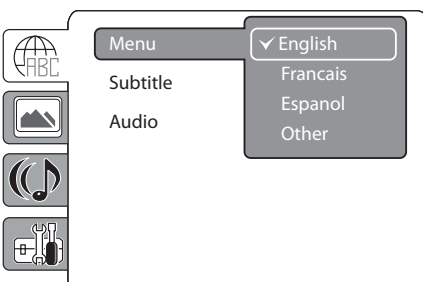 ABC
Menu
English
Subtitle
Francais
Audio
Espanol
Other